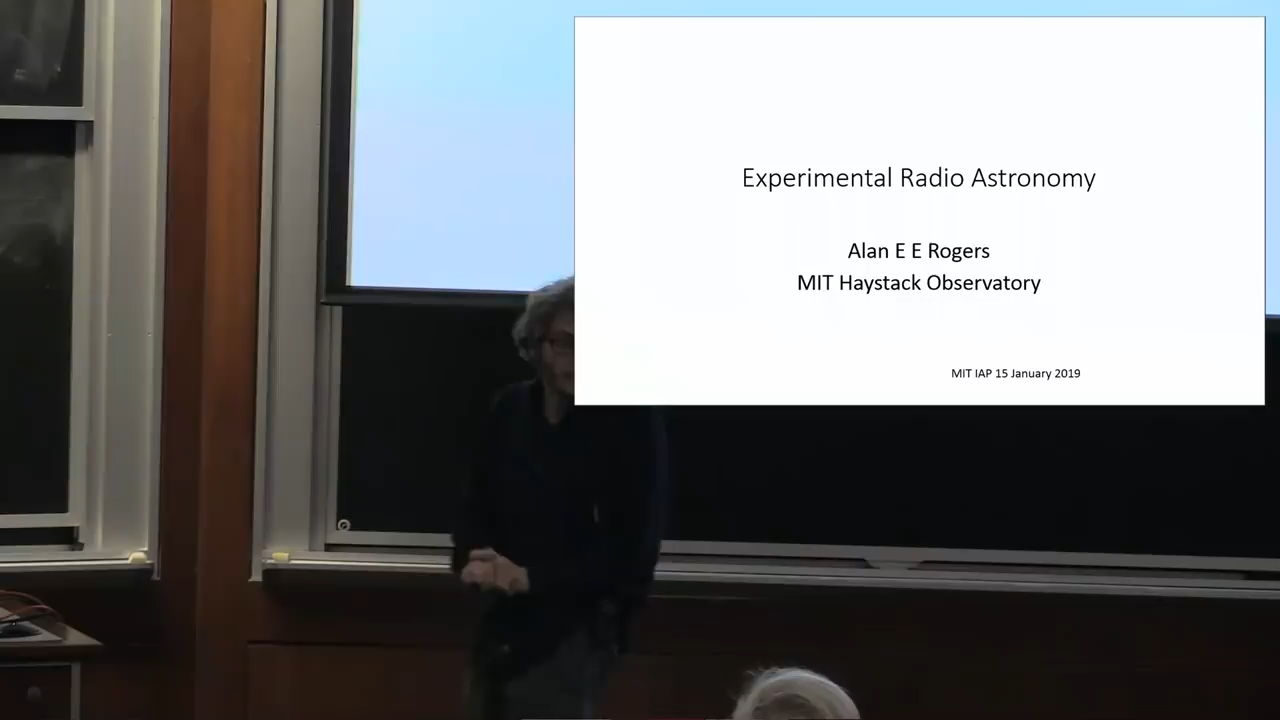 Experimental Radio Astronomy
Alan E E Rogers
MIT Haystack Observatory
MIT IAP 15 January 2019